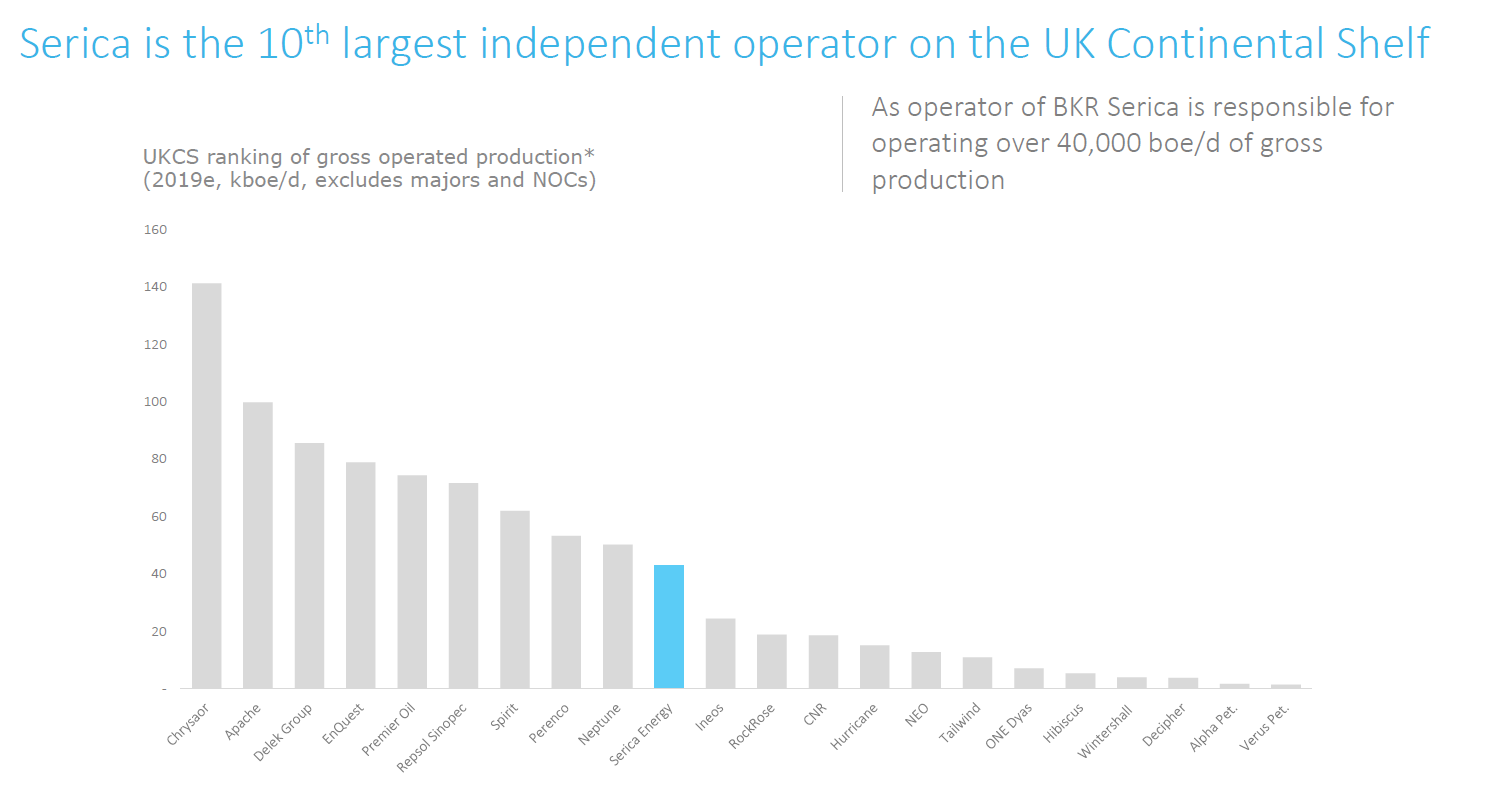 Serica is the 10th largest independent operator on the UK Continental Shelf
As operator of BKR Serica is responsible for
operating over 40,000 boe/d of gross
production
UKCS ranking of gross operated production*
(2019e, kboe/d, excludes majors and NOCs)
160
140
120
100
80
60
40
20
-
Chrysaor
Apache
Delek Group
EnQuest
Premier Oil
Repsol Sinopec
Spirit
Perenco
Neptune
Serica Energy
Ineos
RockRose
CNR
Hurricane
NEO
Tailwind
ONE Dyas
HIbiscus
Wintershall
Decipher
Alpha Pet.
Verus Pet.